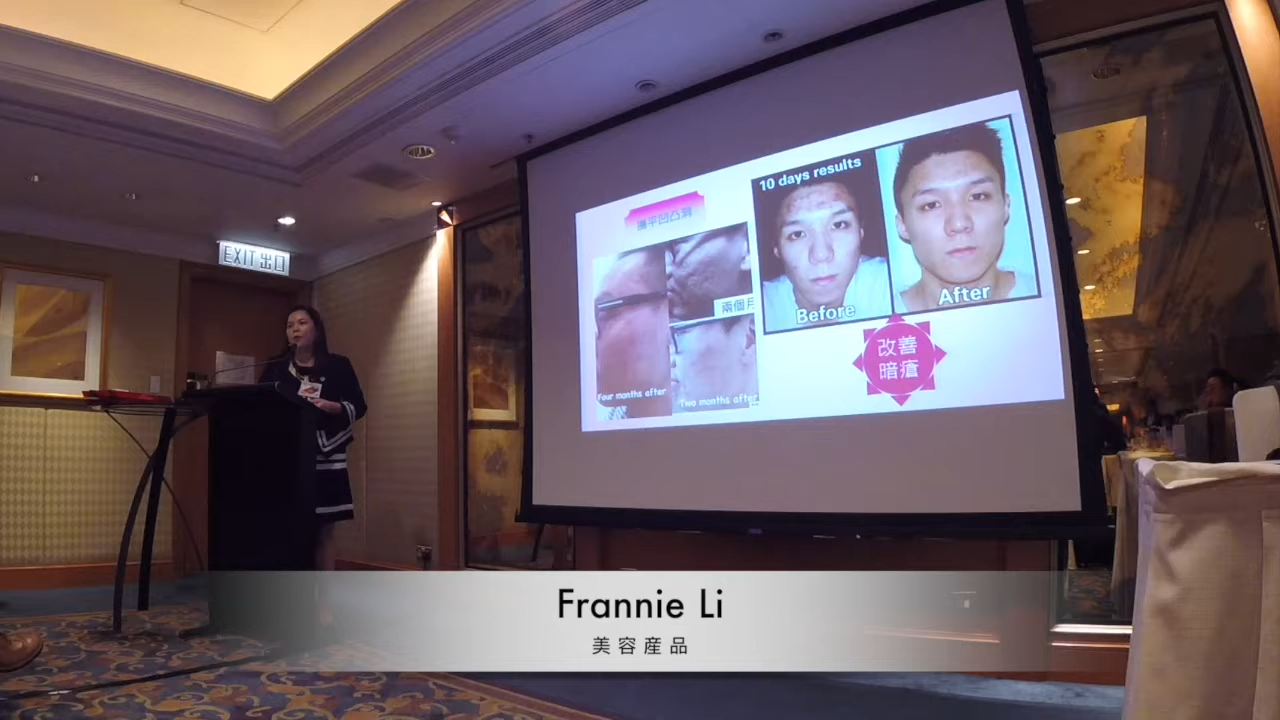 EXIT 出口
撫平凹凸洞
兩個月
Four months after
Two months after
10 days results
Before
After
改善
暗瘡
Frannie Li
美容産品